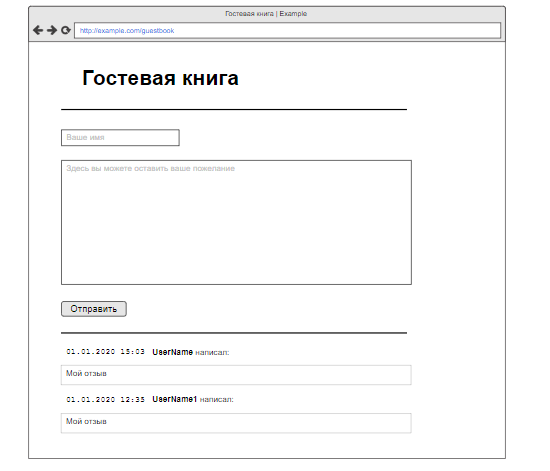 Гостевая книга | Example
http://example.com/guestbook
Гостевая книга
Ваше имя
Здесь вы можете оставить ваше пожелание
Отправить
01.01.2020 15:03 UserName написал:
Мой отзыв
01.01.2020 12:35 UserName1 написал:
Мой отзыв